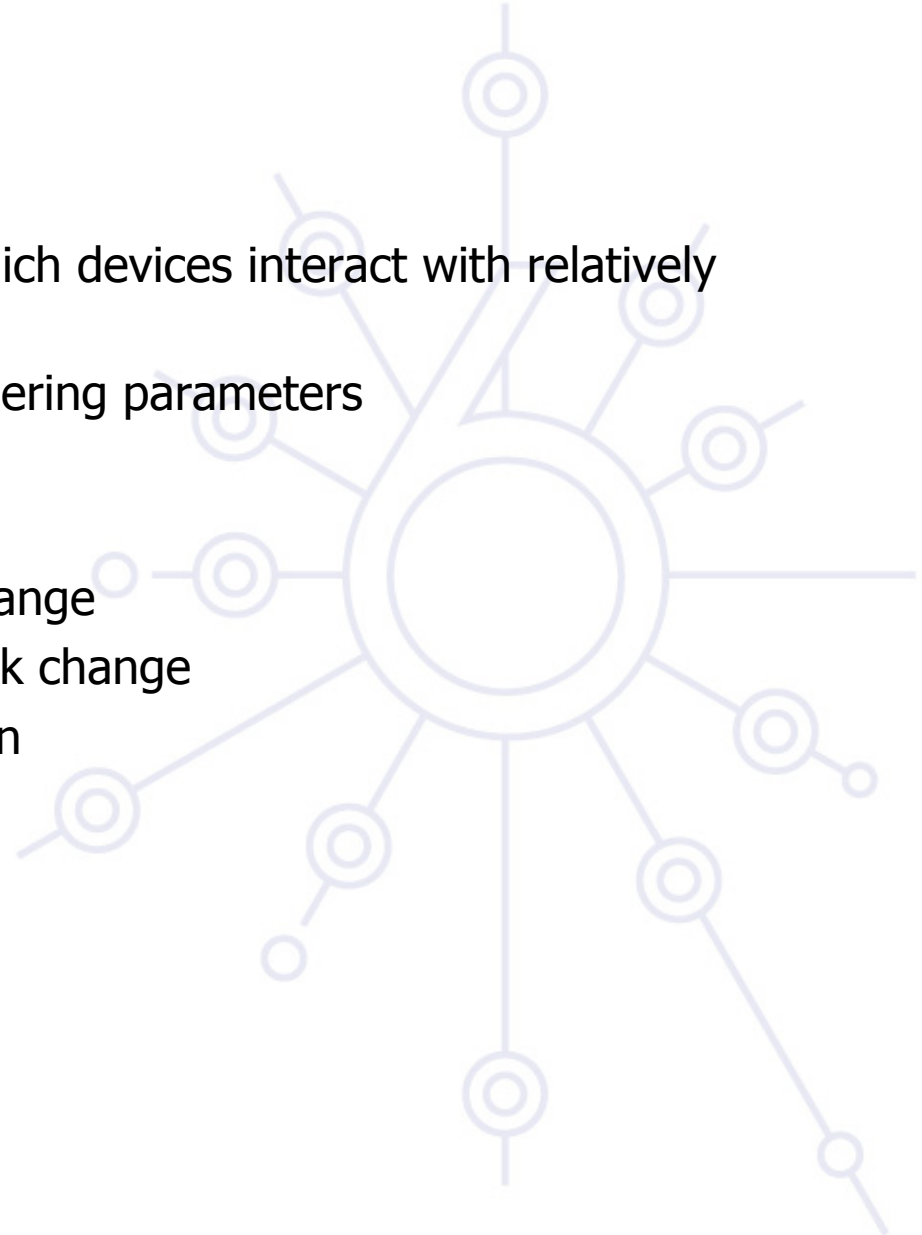 ich devices interact with relatively
ering parameters
ange
k change
n